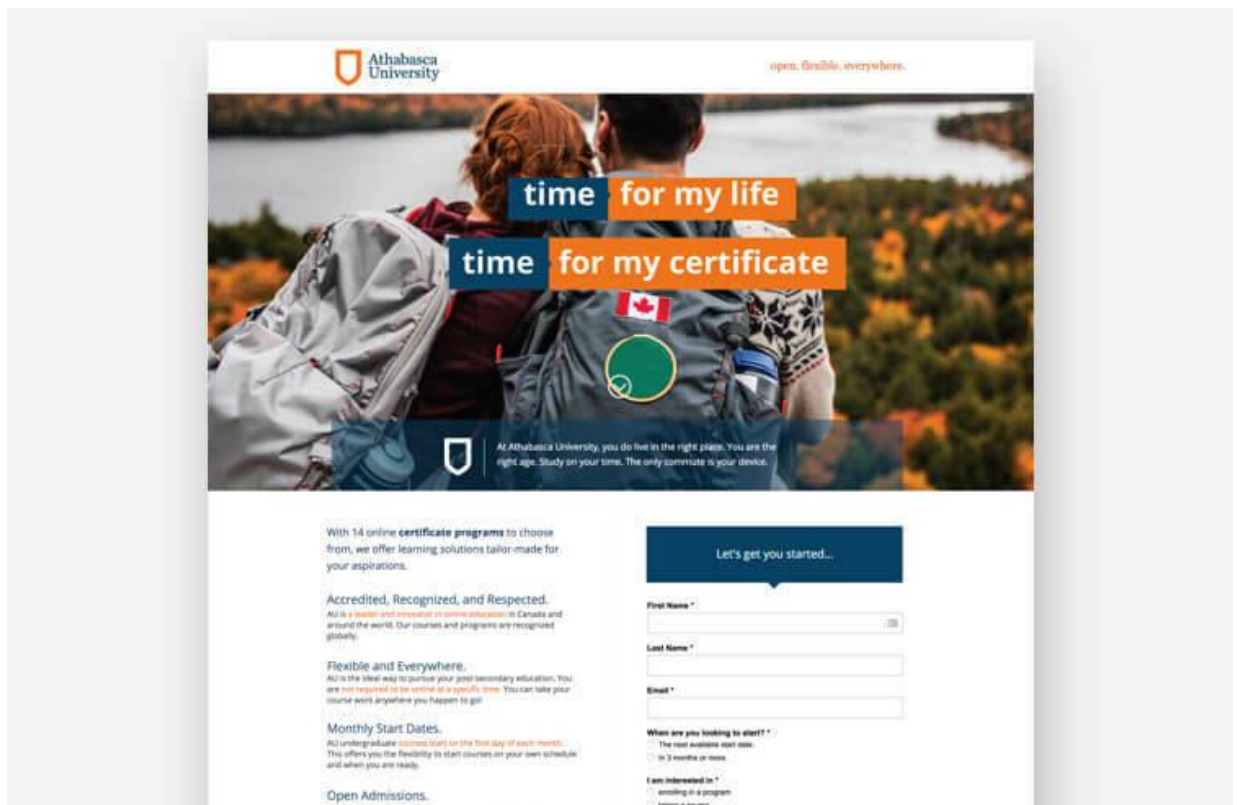 Athabasca
University
open. flexible. everywhere.
time for my life
time for my certificate
At Athabasca University, you do live in the right place. You are the
right age. Study on your time. The only commute is your device.
With 14 online certificate programs to choose
from, we offer learning solutions tailor-made for
your aspirations.
Accredited, Recognized, and Respected.
AU is a leader and innovator in online education in Canada and
around the world. Our courses and programs are recognized
globally.
Flexible and Everywhere.
AU is the ideal way to pursue your post-secondary education. You
are not required to be online at a specific time. You can take your
course work anywhere you happen to go!
Monthly Start Dates.
AU undergraduate courses start on the first day of each month.
This offers you the flexibility to start courses on your own schedule
and when you are ready.
Open Admissions.
Let's get you started...
First Name *
Last Name *
Email *
When are you looking to start? *
The next available start date.
In 3 months or more.
I am interested in *
enrolling in a program
taking a course